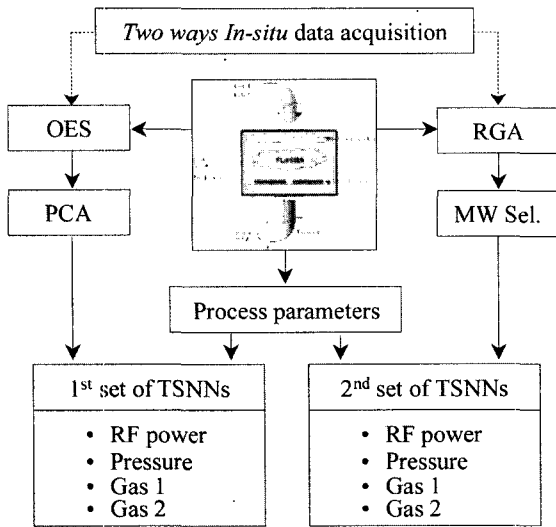 Two ways In-situ data acquisition
OES
RGA
PLASMA
PCA
MW Sel.
Process parameters
1st set of TSNNs
• RF power
• Pressure
• Gas 1
• Gas 2
2nd set of TSNNs
• RF power
• Pressure
• Gas 1
• Gas 2